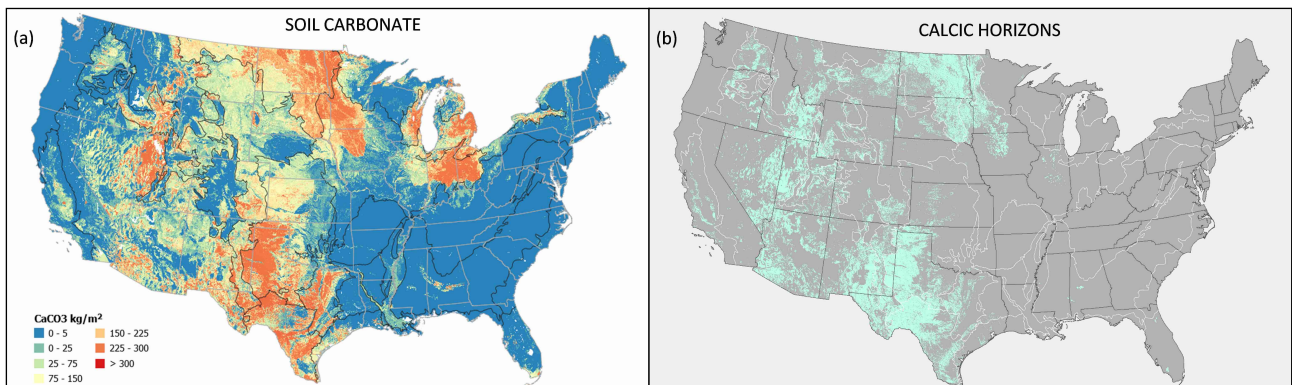 (a)
SOIL CARBONATE
CaCO3 kg/m²
0 - 5
0 - 25
25 - 75
75 - 150
150 - 225
225 - 300
> 300
(b)
CALCIC HORIZONS